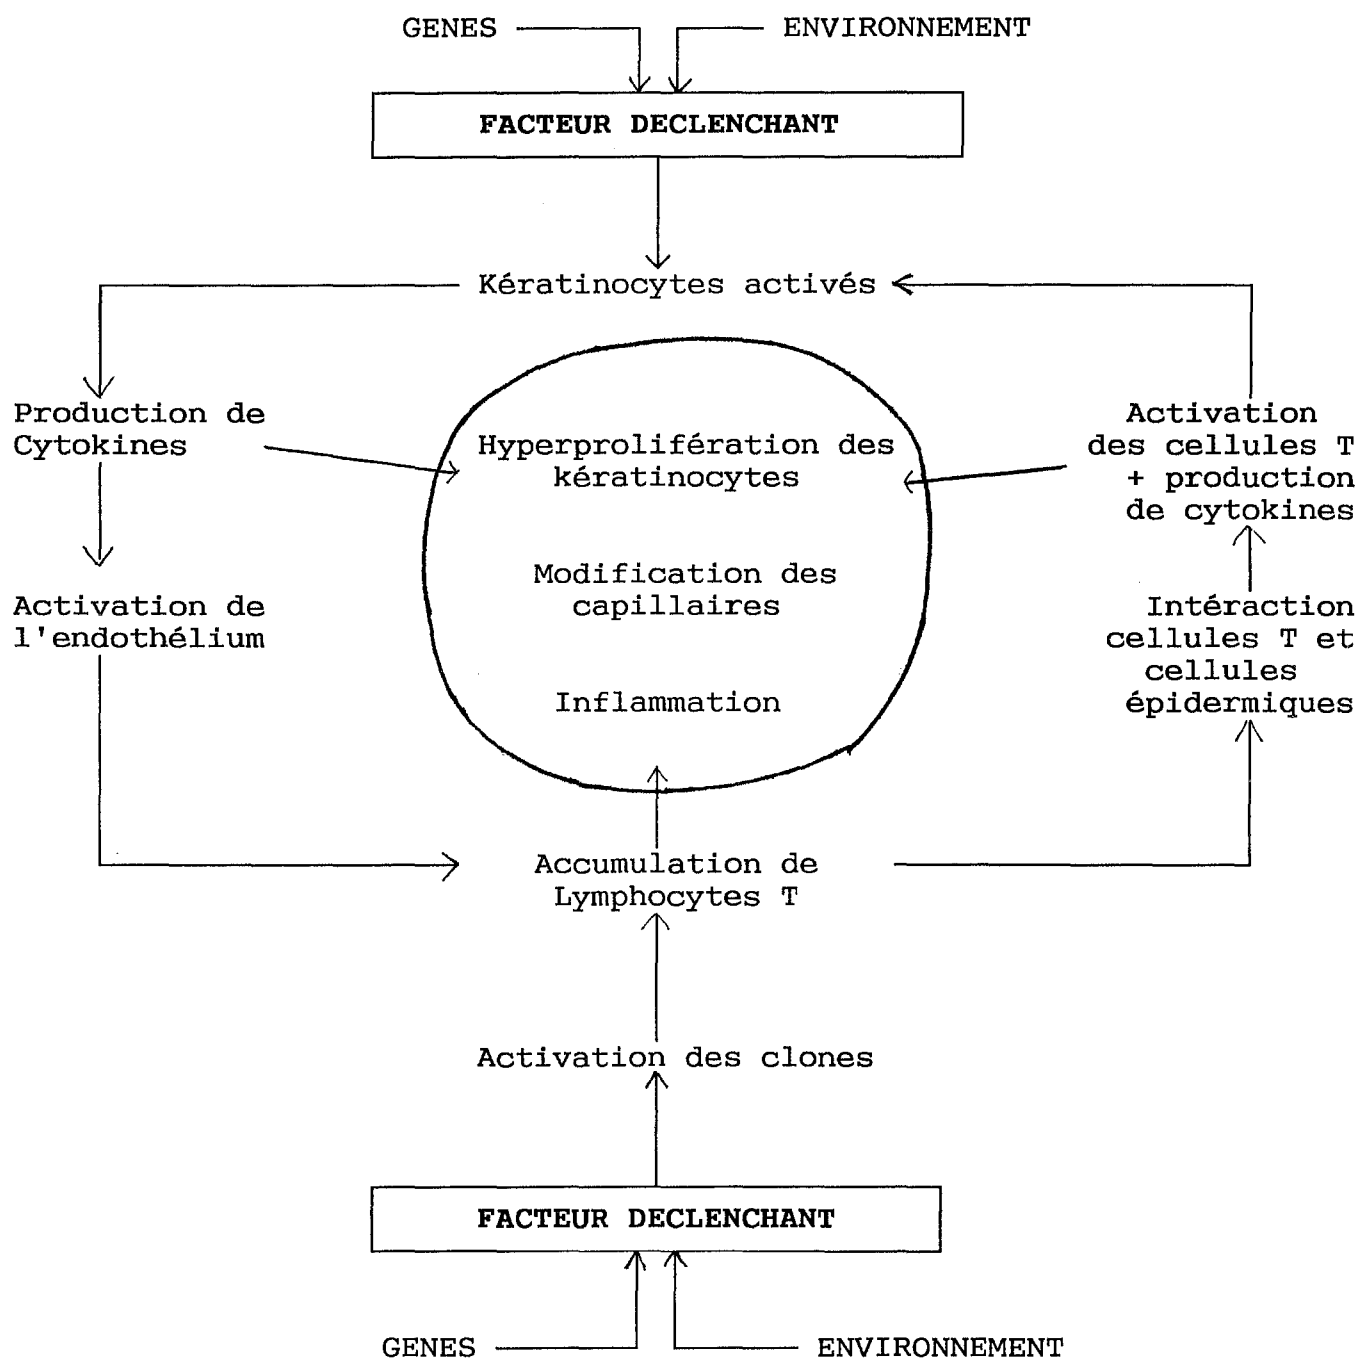 GENES
ENVIRONNEMENT
FACTEUR DECLENCHANT
Kératinocytes activés
Production de
Cytokines
Hyperprolifération des
kératinocytes
Activation
des cellules T
+ production
de cytokines
Modification des
capillaires
Activation de
l'endothélium
Intéraction
cellules T et
cellules
épidermiques
Inflammation
Accumulation de
Lymphocytes T
Activation des clones
FACTEUR DECLENCHANT
GENES
ENVIRONNEMENT